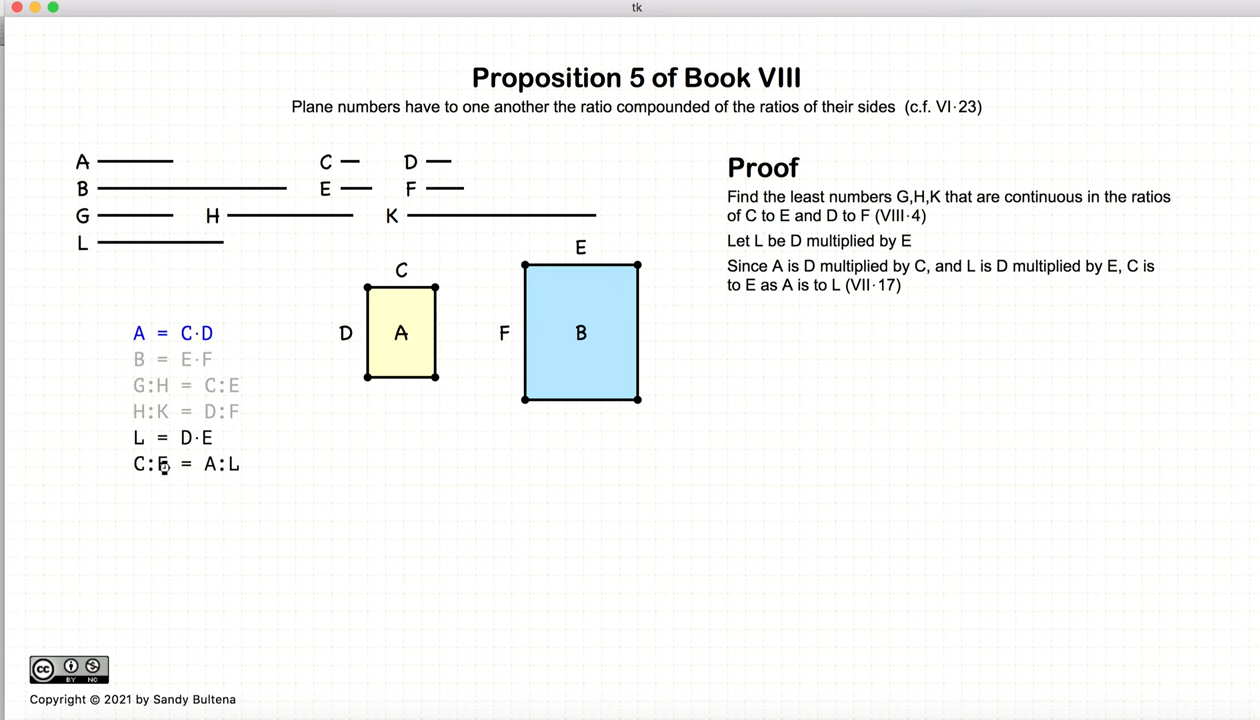 tk
Proposition 5 of Book VIII
Plane numbers have to one another the ratio compounded of the ratios of their sides (c.f. VI·23)
A
B
G H K
L
C D
E F
C
D A
E
F B
A = C·D
B = E·F
G:H = C:E
H:K = D:F
L = D·E
C:E = A:L
Proof
Find the least numbers G,H,K that are continuous in the ratios
of C to E and D to F (VIII·4)
Let L be D multiplied by E
Since A is D multiplied by C, and L is D multiplied by E, C is
to E as A is to L (VII·17)
cc
BY NC
Copyright © 2021 by Sandy Bultena